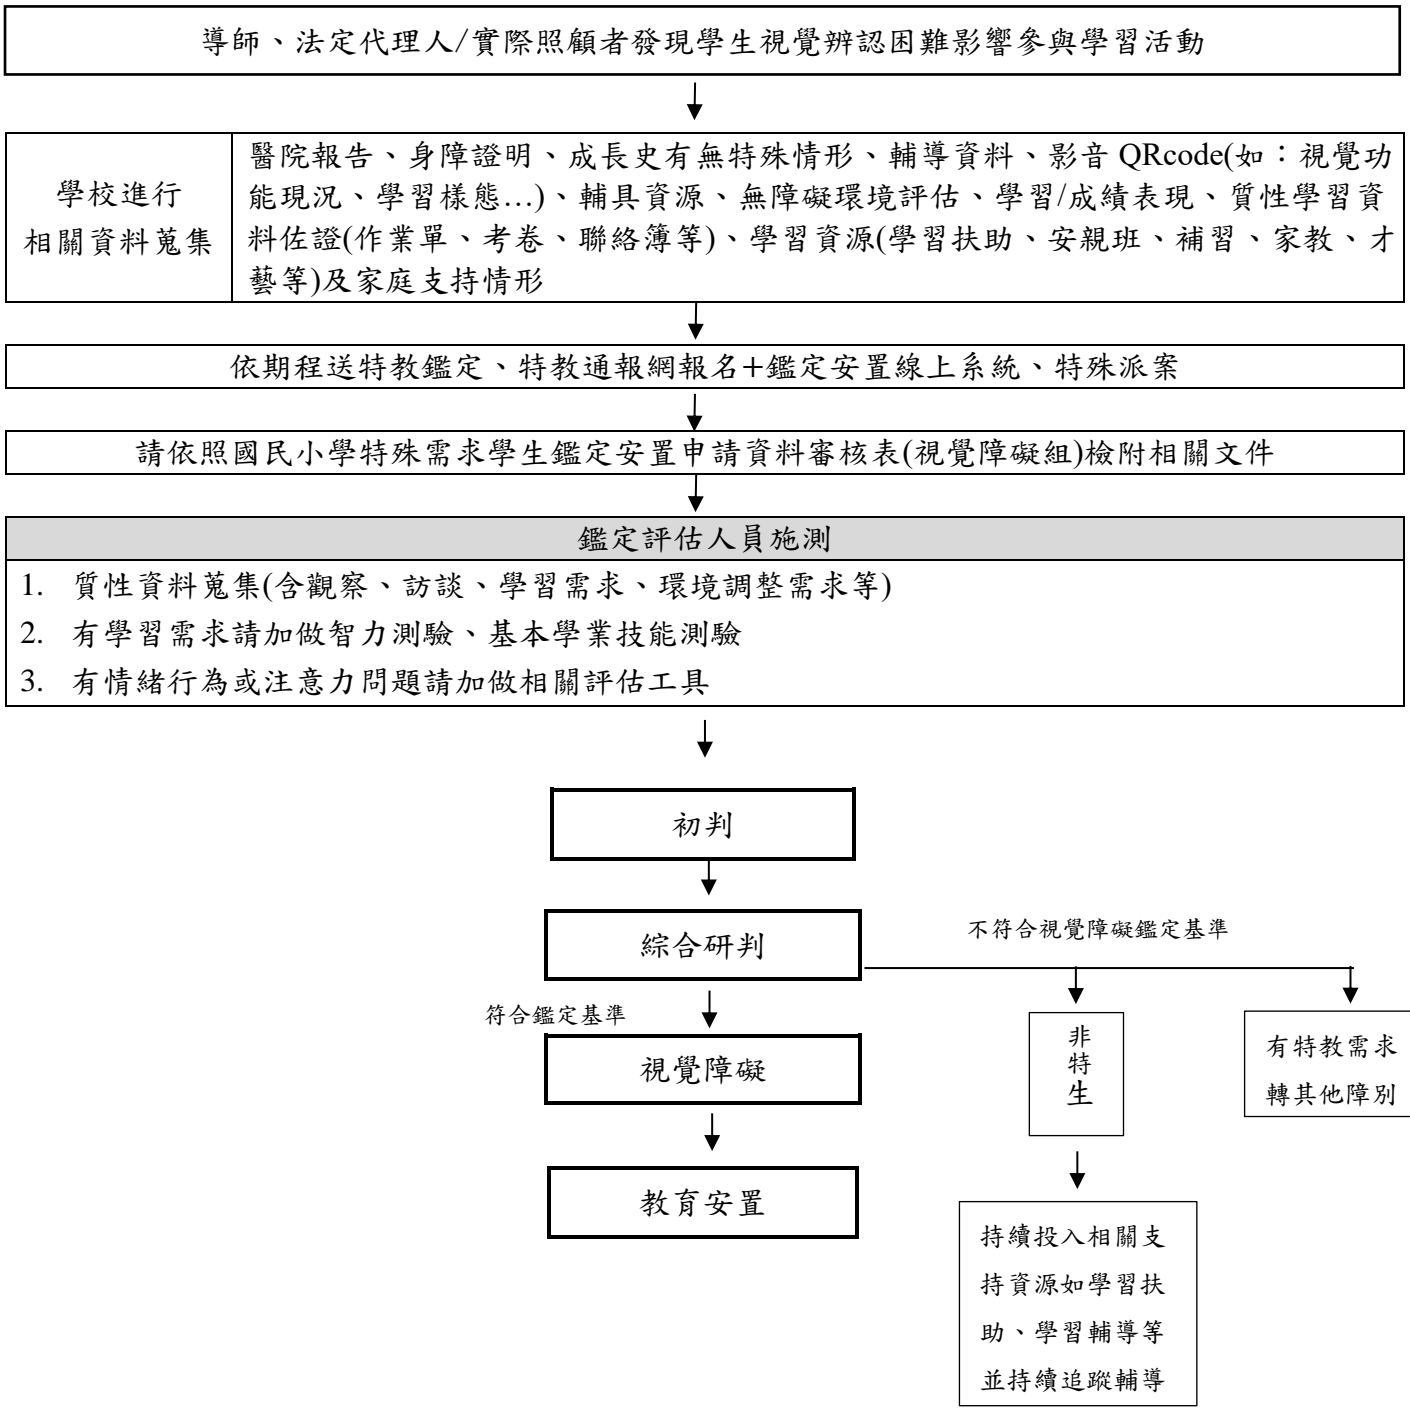 導師、法定代理人/實際照顧者發現學生視覺辨認困難影響參與學習活動
學校進行
相關資料蒐集
醫院報告、身障證明、成長史有無特殊情形、輔導資料、影音 QRcode(如：視覺功
能現況、學習樣態…)、輔具資源、無障礙環境評估、學習/成績表現、質性學習資
料佐證(作業單、考卷、聯絡簿等)、學習資源(學習扶助、安親班、補習、家教、才
藝等)及家庭支持情形
依期程送特教鑑定、特教通報網報名+鑑定安置線上系統、特殊派案
請依照國民小學特殊需求學生鑑定安置申請資料審核表(視覺障礙組)檢附相關文件
鑑定評估人員施測
1. 質性資料蒐集(含觀察、訪談、學習需求、環境調整需求等)
2. 有學習需求請加做智力測驗、基本學業技能測驗
3. 有情緒行為或注意力問題請加做相關評估工具
初判
綜合研判
不符合視覺障礙鑑定基準
符合鑑定基準
視覺障礙
教育安置
非
特
生
有特教需求
轉其他障別
持續投入相關支
持資源如學習扶
助、學習輔導等
並持續追蹤輔導